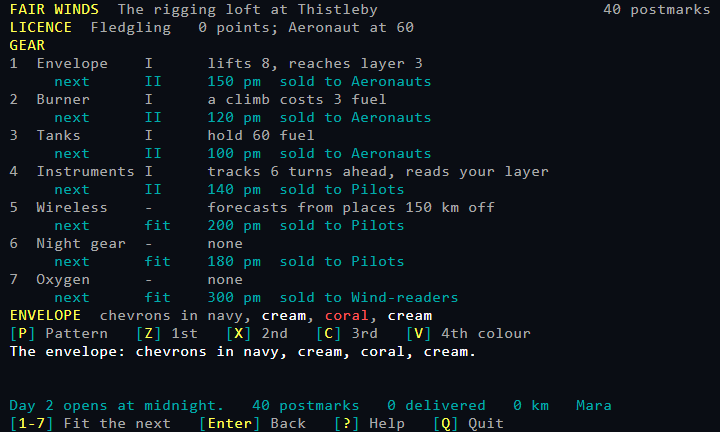 FAIR WINDS  The rigging loft at Thistleby                         40 postmarks
LICENCE  Fledgling   0 points; Aeronaut at 60
GEAR
1  Envelope    I      lifts 8, reaches layer 3
     next      II     150 pm  sold to Aeronauts
2  Burner      I      a climb costs 3 fuel
     next      II     120 pm  sold to Aeronauts
3  Tanks       I      hold 60 fuel
     next      II     100 pm  sold to Aeronauts
4  Instruments I      tracks 6 turns ahead, reads your layer
     next      II     140 pm  sold to Pilots
5  Wireless    -      forecasts from places 150 km off
     next      fit    200 pm  sold to Pilots
6  Night gear  -      none
     next      fit    180 pm  sold to Pilots
7  Oxygen      -      none
     next      fit    300 pm  sold to Wind-readers
ENVELOPE  chevrons in navy, cream, coral, cream
[P] Pattern   [Z] 1st   [X] 2nd   [C] 3rd   [V] 4th colour
The envelope: chevrons in navy, cream, coral, cream.
Day 2 opens at midnight.   40 postmarks   0 delivered   0 km   Mara
[1-7] Fit the next   [Enter] Back   [?] Help   [Q] Quit